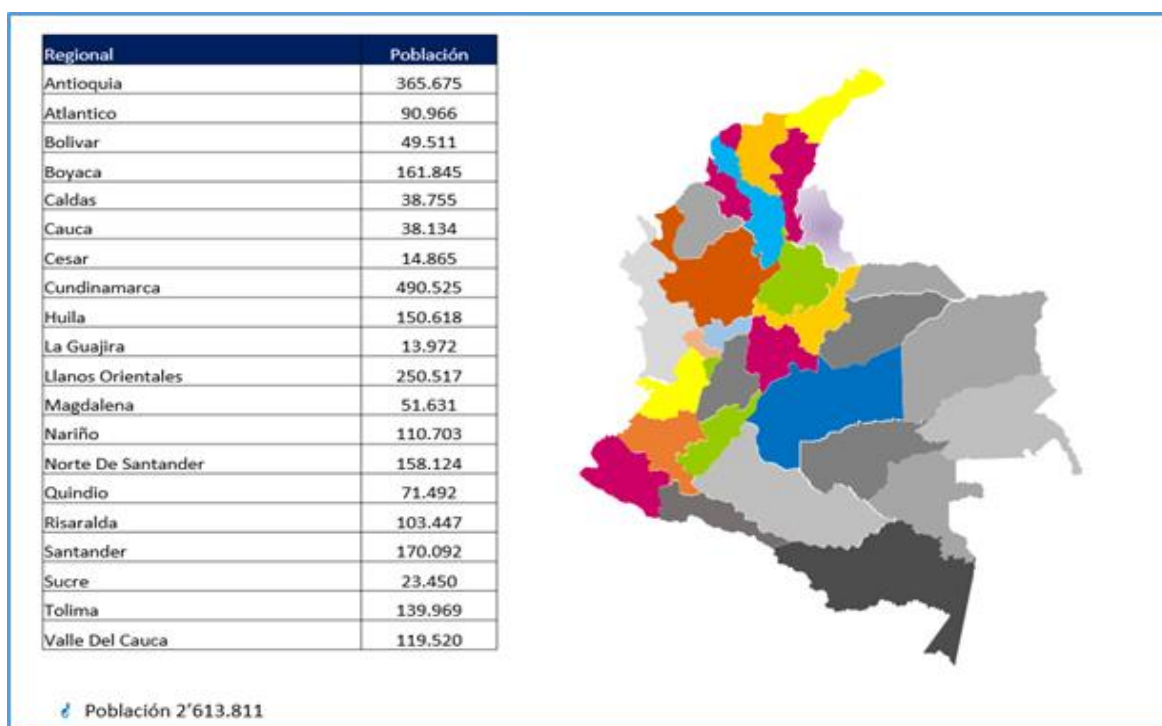 Regional Población
Antioquia 365.675
Atlantico 90.966
Bolivar 49.511
Boyaca 161.845
Caldas 38.755
Cauca 38.134
Cesar 14.865
Cundinamarca 490.525
Huila 150.618
La Guajira 13.972
Llanos Orientales 250.517
Magdalena 51.631
Nariño 110.703
Norte De Santander 158.124
Quindio 71.492
Risaralda 103.447
Santander 170.092
Sucre 23.450
Tolima 139.969
Valle Del Cauca 119.520
Población 2’613.811